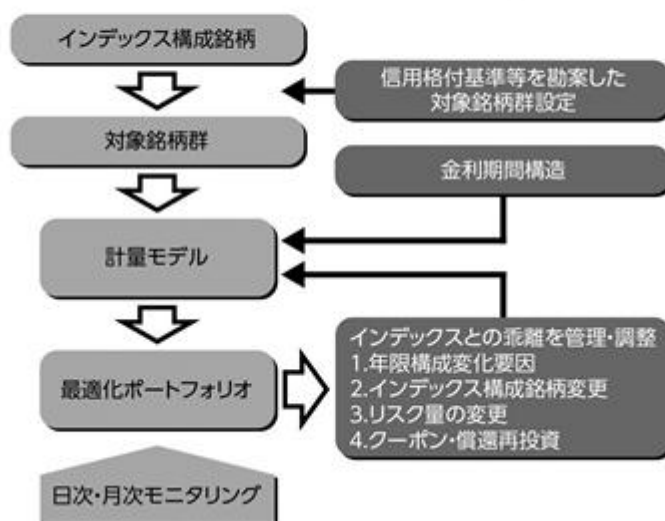 インデックス構成銘柄
信用格付基準等を勘案した
対象銘柄群設定
対象銘柄群
金利期間構造
計量モデル
インデックスとの乖離を管理・調整
1.年限構成変化要因
2.インデックス構成銘柄変更
3.リスク量の変更
4.クーポン・償還再投資
最適化ポートフォリオ
日次・月次モニタリング